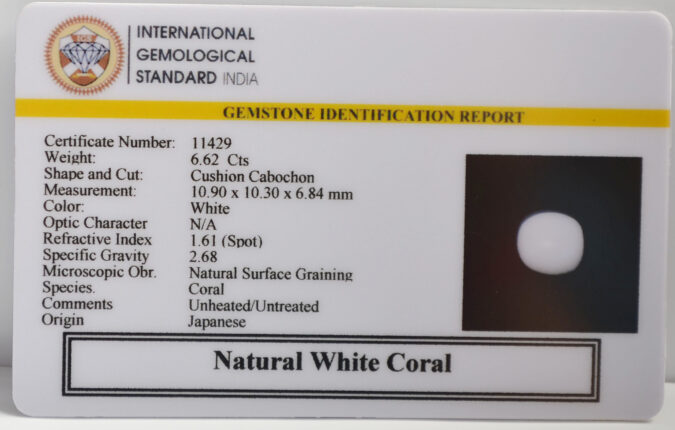 INTERNATIONAL
GEMOLOGICAL
STANDARD INDIA
GEMSTONE IDENTIFICATION REPORT
Certificate Number: 11429
Weight: 6.62 Cts
Shape and Cut: Cushion Cabochon
Measurement: 10.90 x 10.30 x 6.84 mm
Color: White
Optic Character N/A
Refractive Index 1.61 (Spot)
Specific Gravity 2.68
Microscopic Obr. Natural Surface Graining
Species. Coral
Comments Unheated/Untreated
Origin Japanese
Natural White Coral